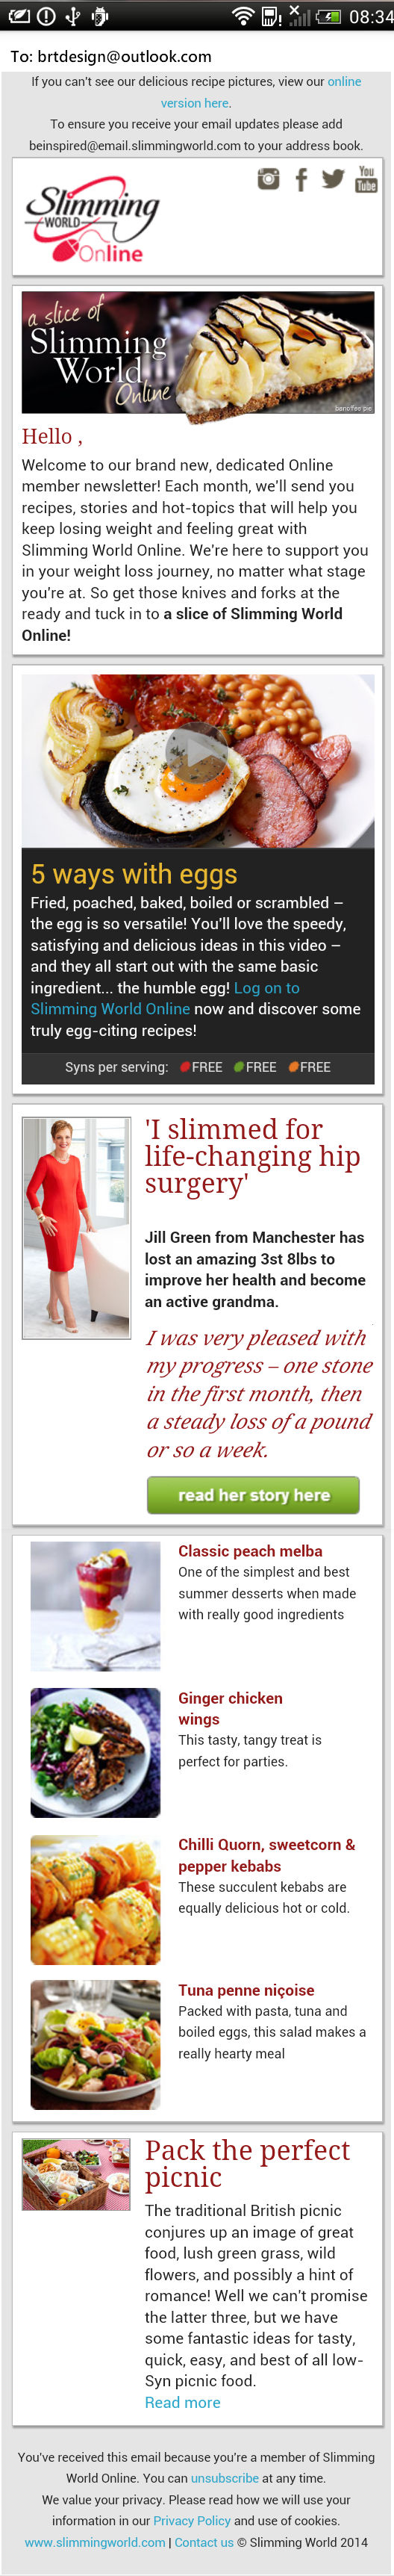 08:34
To: brtdesign@outlook.com
If you can't see our delicious recipe pictures, view our online
version here.
To ensure you receive your email updates please add
beinspired@email.slimmingworld.com to your address book.
You
Tube
Slimming
WORLD
Online
a slice of
Slimming
World
Online
banoffee pie
Hello ,
Welcome to our brand new, dedicated Online
member newsletter! Each month, we'll send you
recipes, stories and hot-topics that will help you
keep losing weight and feeling great with
Slimming World Online. We're here to support you
in your weight loss journey, no matter what stage
you're at. So get those knives and forks at the
ready and tuck in to a slice of Slimming World
Online!
5 ways with eggs
Fried, poached, baked, boiled or scrambled –
the egg is so versatile! You'll love the speedy,
satisfying and delicious ideas in this video –
and they all start out with the same basic
ingredient... the humble egg! Log on to
Slimming World Online now and discover some
truly egg-citing recipes!
Syns per serving: FREE FREE FREE
'I slimmed for
life-changing hip
surgery'
Jill Green from Manchester has
lost an amazing 3st 8lbs to
improve her health and become
an active grandma.
I was very pleased with
my progress – one stone
in the first month, then
a steady loss of a pound
or so a week.
read her story here
Classic peach melba
One of the simplest and best
summer desserts when made
with really good ingredients
Ginger chicken
wings
This tasty, tangy treat is
perfect for parties.
Chilli Quorn, sweetcorn &
pepper kebabs
These succulent kebabs are
equally delicious hot or cold.
Tuna penne niçoise
Packed with pasta, tuna and
boiled eggs, this salad makes a
really hearty meal
Pack the perfect
picnic
The traditional British picnic
conjures up an image of great
food, lush green grass, wild
flowers, and possibly a hint of
romance! Well we can't promise
the latter three, but we have
some fantastic ideas for tasty,
quick, easy, and best of all low-
Syn picnic food.
Read more
You've received this email because you're a member of Slimming
World Online. You can unsubscribe at any time.
We value your privacy. Please read how we will use your
information in our Privacy Policy and use of cookies.
www.slimmingworld.com | Contact us © Slimming World 2014